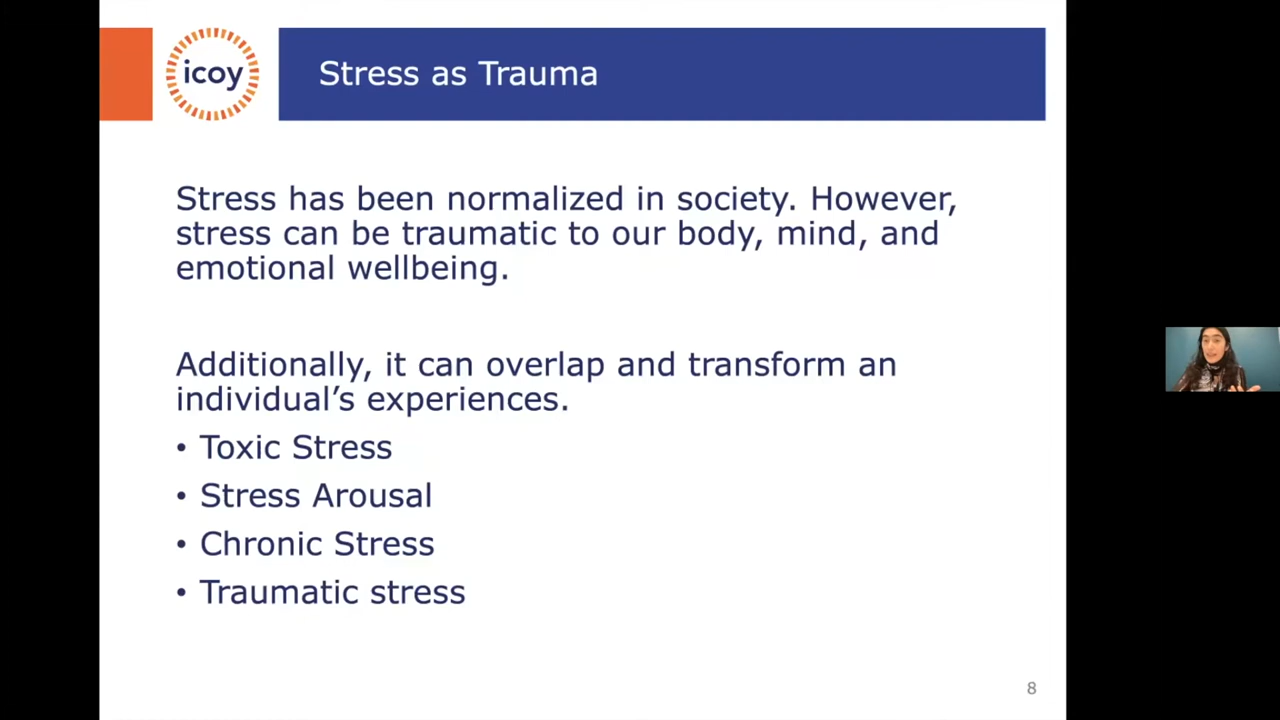 icoy
Stress as Trauma
Stress has been normalized in society. However,
stress can be traumatic to our body, mind, and
emotional wellbeing.
Additionally, it can overlap and transform an
individual’s experiences.
• Toxic Stress
• Stress Arousal
• Chronic Stress
• Traumatic stress
8